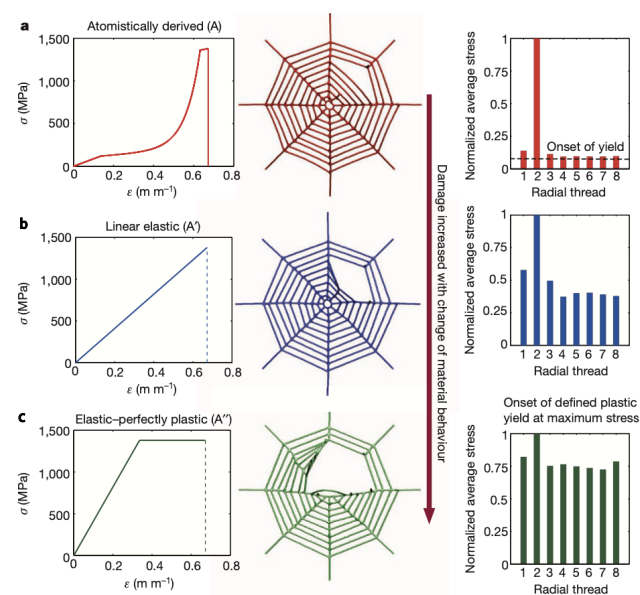 a
Atomistically derived (A)
1,500
1,000
500
0
0
0.2
0.4
0.6
0.8
σ (MPa)
ε (m m⁻¹)
1
0.75
0.5
0.25
0
Normalized average stress
Onset of yield
1 2 3 4 5 6 7 8
Radial thread
b
Linear elastic (A′)
1,500
1,000
500
0
0
0.2
0.4
0.6
0.8
σ (MPa)
ε (m m⁻¹)
1
0.75
0.5
0.25
0
Normalized average stress
1 2 3 4 5 6 7 8
Radial thread
Damage increased with change of material behaviour
c
Elastic–perfectly plastic (A′′)
1,500
1,000
500
0
0
0.2
0.4
0.6
0.8
σ (MPa)
ε (m m⁻¹)
Onset of defined plastic
yield at maximum stress
1
0.75
0.5
0.25
0
Normalized average stress
1 2 3 4 5 6 7 8
Radial thread